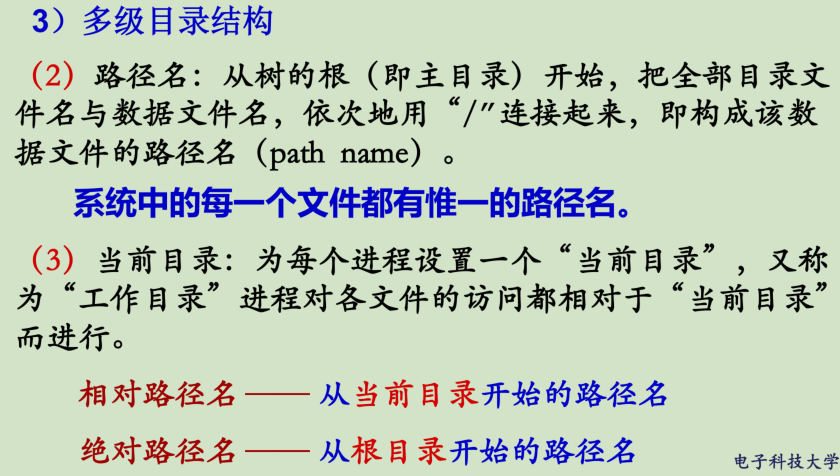 3）多级目录结构
（2）路径名：从树的根（即主目录）开始，把全部目录文
件名与数据文件名，依次地用“/”连接起来，即构成该数
据文件的路径名（path name）。
系统中的每一个文件都有惟一的路径名。
（3）当前目录：为每个进程设置一个“当前目录”，又称
为“工作目录”进程对各文件的访问都相对于“当前目录”
而进行。
相对路径名 —— 从当前目录开始的路径名
绝对路径名 —— 从根目录开始的路径名
电子科技大学